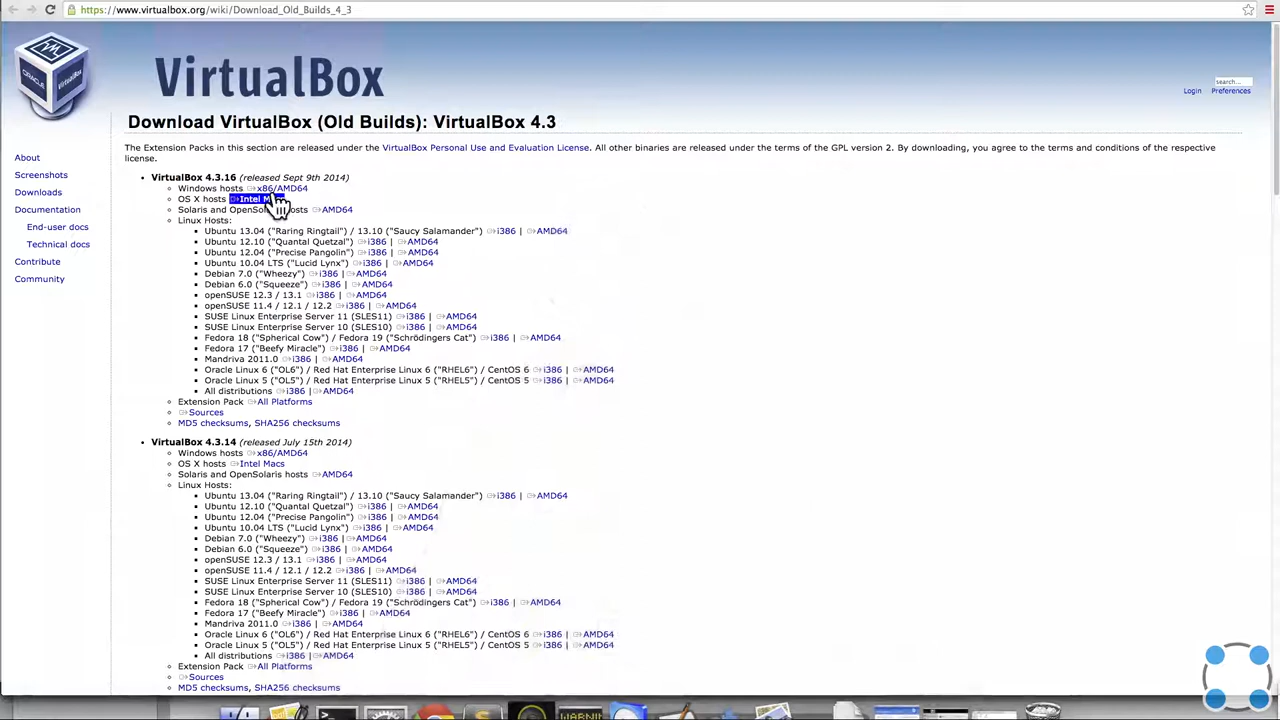 https://www.virtualbox.org/wiki/Download_Old_Builds_4_3
VirtualBox
search...
Login Preferences
Download VirtualBox (Old Builds): VirtualBox 4.3
The Extension Packs in this section are released under the VirtualBox Personal Use and Evaluation License. All other binaries are released under the terms of the GPL version 2. By downloading, you agree to the terms and conditions of the respective
license.
About
Screenshots
Downloads
Documentation
End-user docs
Technical docs
Contribute
Community
VirtualBox 4.3.16 (released Sept 9th 2014)
Windows hosts x86/AMD64
OS X hosts Intel
Solaris and OpenSolaris hosts AMD64
Linux Hosts:
Ubuntu 13.04 ("Raring Ringtail") / 13.10 ("Saucy Salamander") i386 | AMD64
Ubuntu 12.10 ("Quantal Quetzal") i386 | AMD64
Ubuntu 12.04 ("Precise Pangolin") i386 | AMD64
Ubuntu 10.04 LTS ("Lucid Lynx") i386 | AMD64
Debian 7.0 ("Wheezy") i386 | AMD64
Debian 6.0 ("Squeeze") i386 | AMD64
openSUSE 12.3 / 13.1 i386 | AMD64
openSUSE 11.4 / 12.1 / 12.2 i386 | AMD64
SUSE Linux Enterprise Server 11 (SLES11) i386 | AMD64
SUSE Linux Enterprise Server 10 (SLES10) i386 | AMD64
Fedora 18 ("Spherical Cow") / Fedora 19 ("Schrödingers Cat") i386 | AMD64
Fedora 17 ("Beefy Miracle") i386 | AMD64
Mandriva 2011.0 i386 | AMD64
Oracle Linux 6 ("OL6") / Red Hat Enterprise Linux 6 ("RHEL6") / CentOS 6 i386 | AMD64
Oracle Linux 5 ("OL5") / Red Hat Enterprise Linux 5 ("RHEL5") / CentOS 5 i386 | AMD64
All distributions i386 | AMD64
Extension Pack All Platforms
Sources
MD5 checksums, SHA256 checksums
VirtualBox 4.3.14 (released July 15th 2014)
Windows hosts x86/AMD64
OS X hosts Intel Macs
Solaris and OpenSolaris hosts AMD64
Linux Hosts:
Ubuntu 13.04 ("Raring Ringtail") / 13.10 ("Saucy Salamander") i386 | AMD64
Ubuntu 12.10 ("Quantal Quetzal") i386 | AMD64
Ubuntu 12.04 ("Precise Pangolin") i386 | AMD64
Ubuntu 10.04 LTS ("Lucid Lynx") i386 | AMD64
Debian 7.0 ("Wheezy") i386 | AMD64
Debian 6.0 ("Squeeze") i386 | AMD64
openSUSE 12.3 / 13.1 i386 | AMD64
openSUSE 11.4 / 12.1 / 12.2 i386 | AMD64
SUSE Linux Enterprise Server 11 (SLES11) i386 | AMD64
SUSE Linux Enterprise Server 10 (SLES10) i386 | AMD64
Fedora 18 ("Spherical Cow") / Fedora 19 ("Schrödingers Cat") i386 | AMD64
Fedora 17 ("Beefy Miracle") i386 | AMD64
Mandriva 2011.0 i386 | AMD64
Oracle Linux 6 ("OL6") / Red Hat Enterprise Linux 6 ("RHEL6") / CentOS 6 i386 | AMD64
Oracle Linux 5 ("OL5") / Red Hat Enterprise Linux 5 ("RHEL5") / CentOS 5 i386 | AMD64
All distributions i386 | AMD64
Extension Pack All Platforms
Sources
MD5 checksums, SHA256 checksums